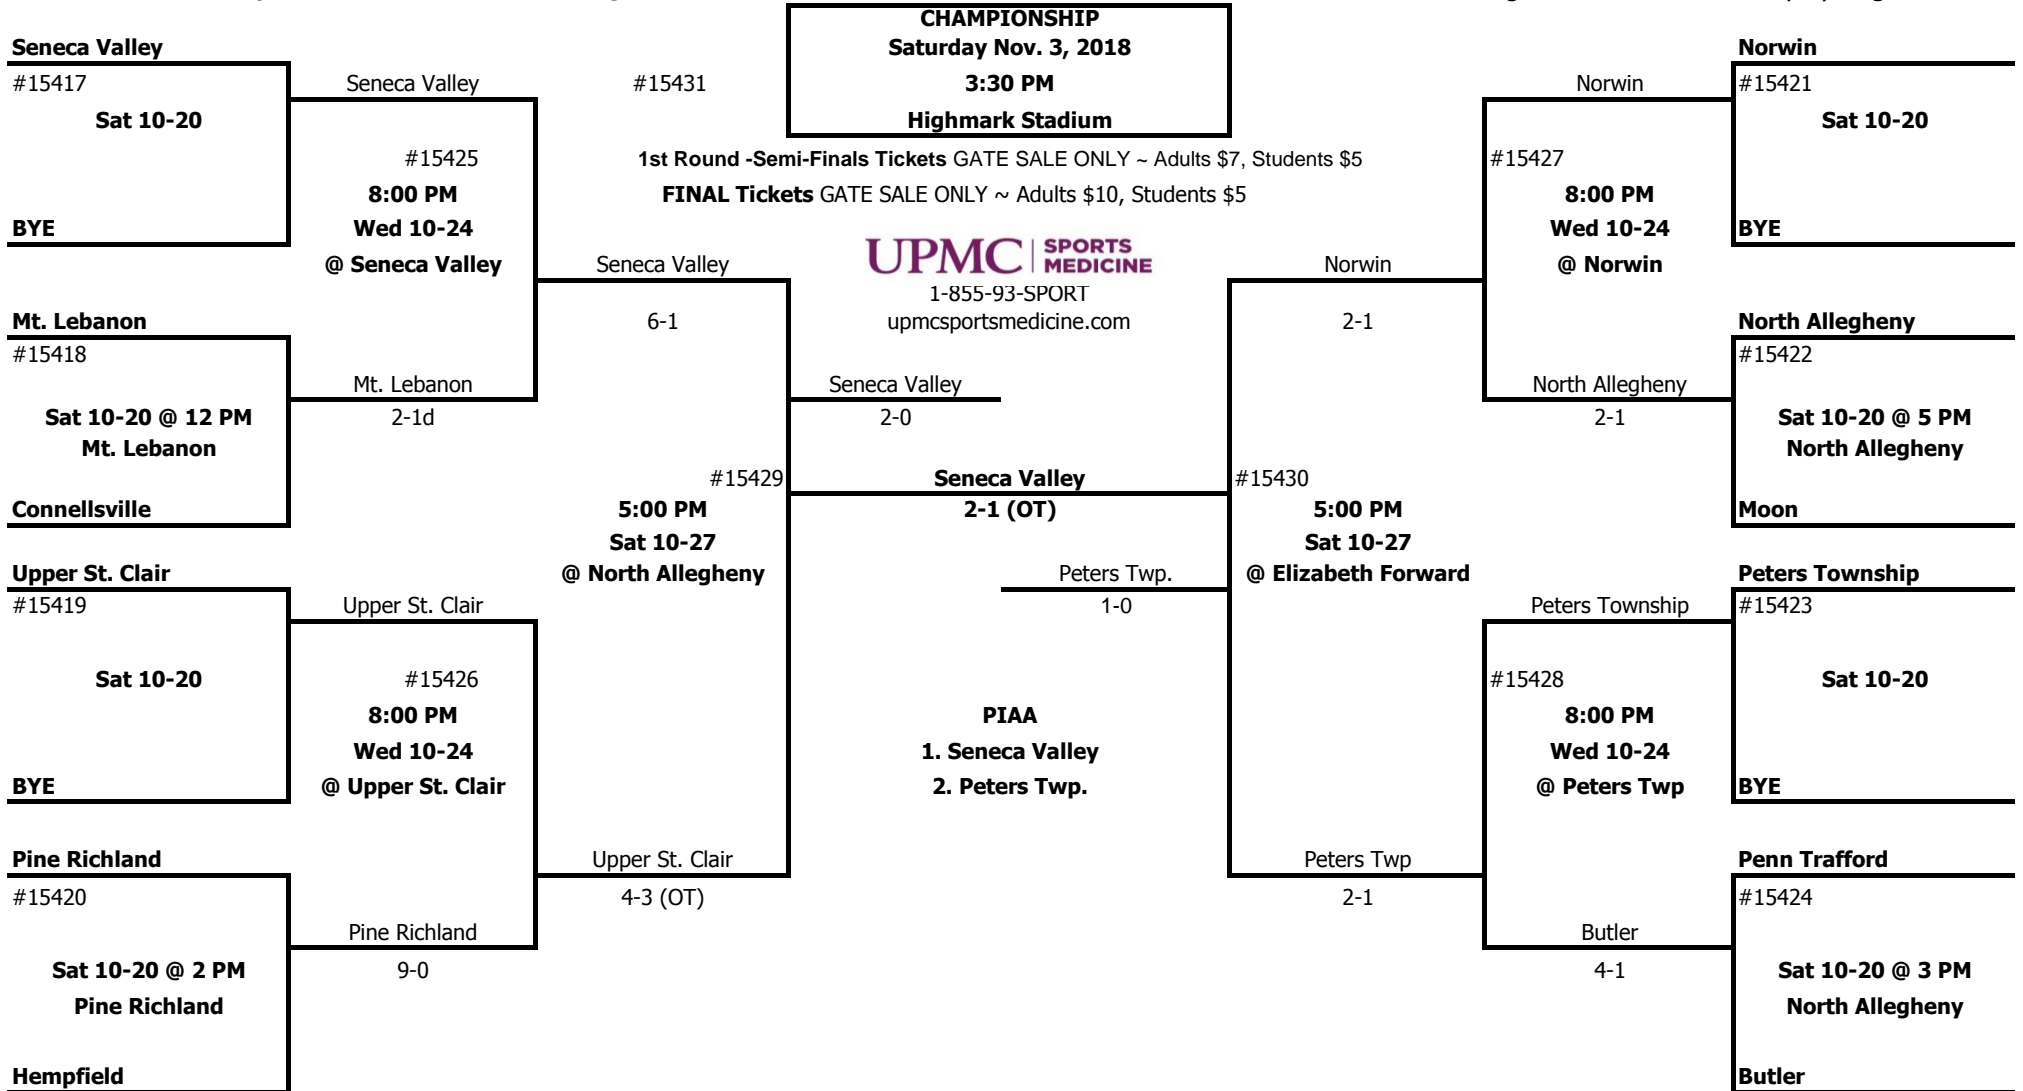 CHAMPIONSHIP
Seneca Valley
Saturday Nov. 3, 2018
Norwin
#15417
Seneca Valley
#15431
3:30 PM
Norwin
#15421
Sat 10-20
Highmark Stadium
Sat 10-20
#15425
1st Round -Semi-Finals Tickets GATE SALE ONLY ~ Adults $7, Students $5
#15427
8:00 PM
FINAL Tickets GATE SALE ONLY ~ Adults $10, Students $5
8:00 PM
BYE
Wed 10-24
Wed 10-24
BYE
@ Seneca Valley
Seneca Valley
UPMC SPORTS
MEDICINE
Norwin
@ Norwin
1-855-93-SPORT
Mt. Lebanon
6-1
upmcsportsmedicine.com
2-1
North Allegheny
#15418
#15422
Mt. Lebanon
Seneca Valley
North Allegheny
Sat 10-20 @ 12 PM
2-1d
2-0
2-1
Sat 10-20 @ 5 PM
Mt. Lebanon
North Allegheny
#15429
Seneca Valley
#15430
Connellsville
5:00 PM
2-1 (OT)
5:00 PM
Moon
Sat 10-27
Sat 10-27
Upper St. Clair
@ North Allegheny
Peters Twp.
@ Elizabeth Forward
Peters Township
#15419
Upper St. Clair
1-0
Peters Township
#15423
Sat 10-20
#15426
#15428
Sat 10-20
8:00 PM
PIAA
8:00 PM
Wed 10-24
1. Seneca Valley
Wed 10-24
BYE
@ Upper St. Clair
2. Peters Twp.
@ Peters Twp
BYE
Pine Richland
Upper St. Clair
Peters Twp
Penn Trafford
#15420
4-3 (OT)
2-1
#15424
Pine Richland
Butler
Sat 10-20 @ 2 PM
9-0
4-1
Sat 10-20 @ 3 PM
Pine Richland
North Allegheny
Hempfield
Butler